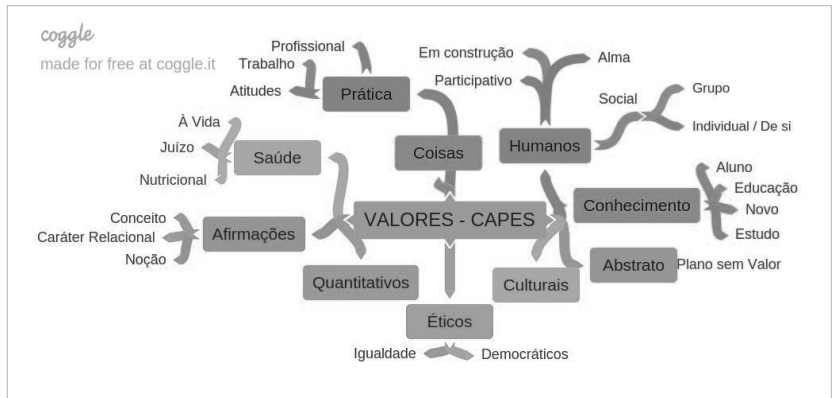 coggle
made for free at coggle.it
Profissional
Trabalho
Atitudes
Prática
Coisas
Em construção
Participativo
Alma
Social
Grupo
Individual / De si
Humanos
À Vida
Juízo
Nutricional
Saúde
Conceito
Caráter Relacional
Noção
Afirmações
VALORES - CAPES
Conhecimento
Aluno
Educação
Novo
Estudo
Abstrato
Plano sem Valor
Quantitativos
Culturais
Éticos
Igualdade
Democráticos